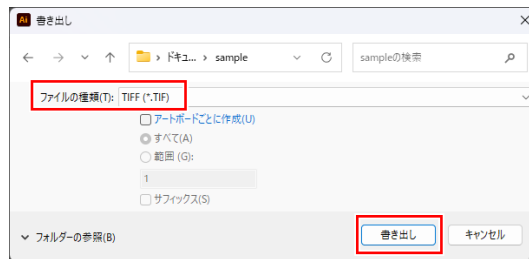 Ai 書き出し
ドキュ... › sample
sampleの検索
ファイルの種類(T): TIFF (*.TIF)
アートボードごとに作成(U)
すべて(A)
範囲 (G):
1
サフィックス(S)
フォルダーの参照(B)
書き出し
キャンセル